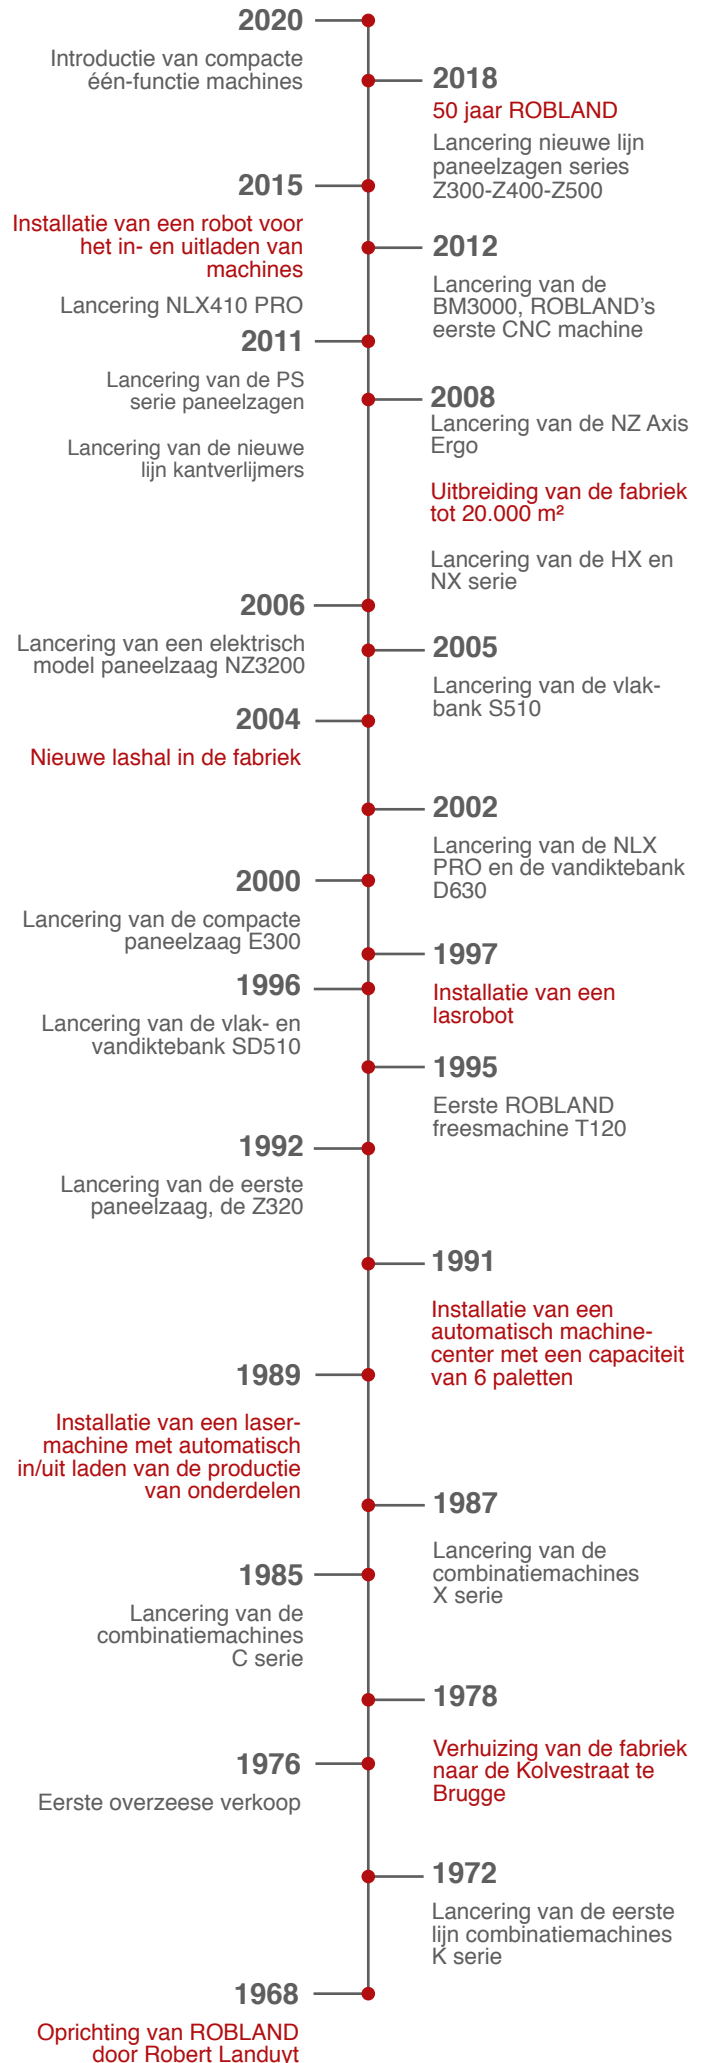 2020
Introductie van compacte
één-functie machines
2018
50 jaar ROBLAND
Lancering nieuwe lijn
paneelzagen series
Z300-Z400-Z500
2015
Installatie van een robot voor
het in- en uitladen van
machines
Lancering NLX410 PRO
2012
Lancering van de
BM3000, ROBLAND’s
eerste CNC machine
2011
Lancering van de PS
serie paneelzagen
Lancering van de nieuwe
lijn kantverlijmers
2008
Lancering van de NZ Axis
Ergo
Uitbreiding van de fabriek
tot 20.000 m²
Lancering van de HX en
NX serie
2006
Lancering van een elektrisch
model paneelzaag NZ3200
2005
Lancering van de vlak-
bank S510
2004
Nieuwe lashal in de fabriek
2002
Lancering van de NLX
PRO en de vandiktebank
D630
2000
Lancering van de compacte
paneelzaag E300
1997
Installatie van een
lasrobot
1996
Lancering van de vlak- en
vandiktebank SD510
1995
Eerste ROBLAND
freesmachine T120
1992
Lancering van de eerste
paneelzaag, de Z320
1991
Installatie van een
automatisch machine-
center met een capaciteit
van 6 paletten
1989
Installatie van een laser-
machine met automatisch
in/uit laden van de productie
van onderdelen
1987
Lancering van de
combinatiemachines
X serie
1985
Lancering van de
combinatiemachines
C serie
1978
Verhuizing van de fabriek
naar de Kolvestraat te
Brugge
1976
Eerste overzeese verkoop
1972
Lancering van de eerste
lijn combinatiemachines
K serie
1968
Oprichting van ROBLAND
door Robert Landuyt